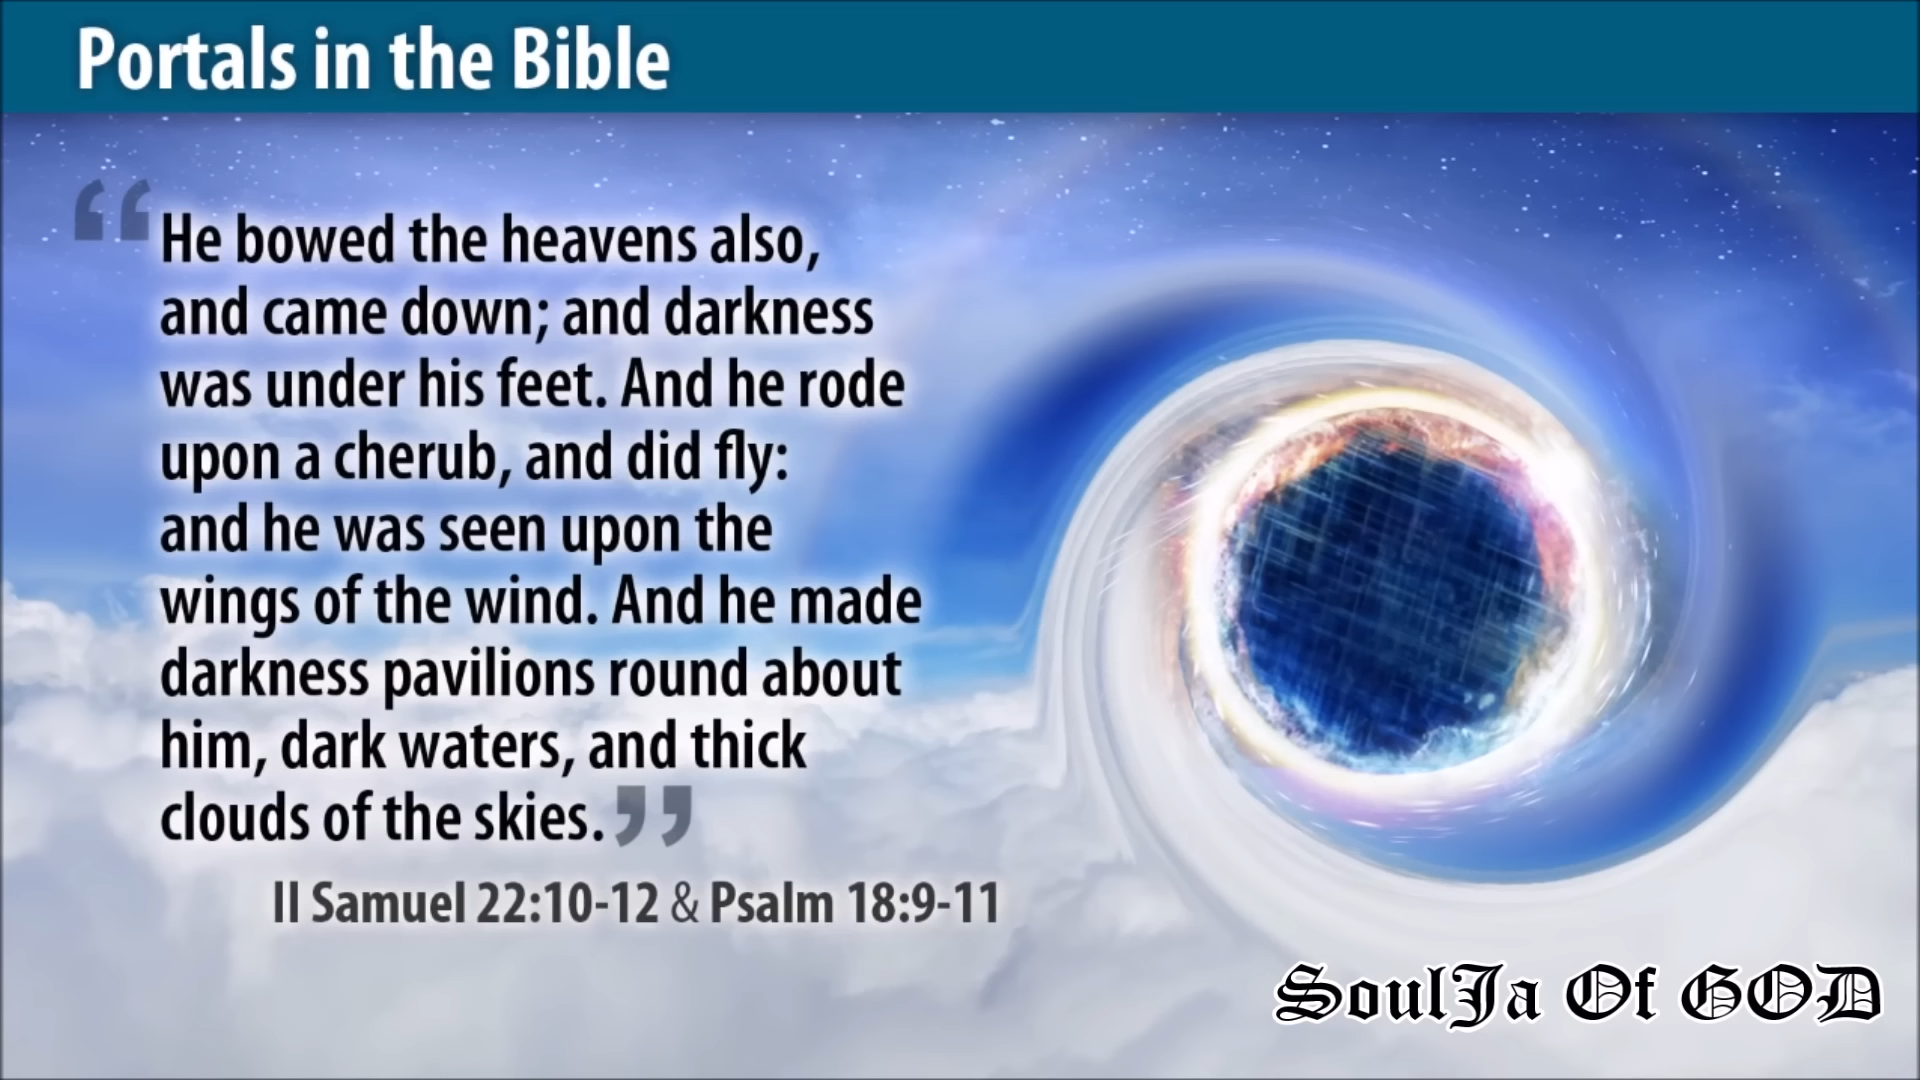 Portals in the Bible
“He bowed the heavens also,
and came down; and darkness
was under his feet. And he rode
upon a cherub, and did fly:
and he was seen upon the
wings of the wind. And he made
darkness pavilions round about
him, dark waters, and thick
clouds of the skies.”
II Samuel 22:10-12 & Psalm 18:9-11
SoulJa Of GOD